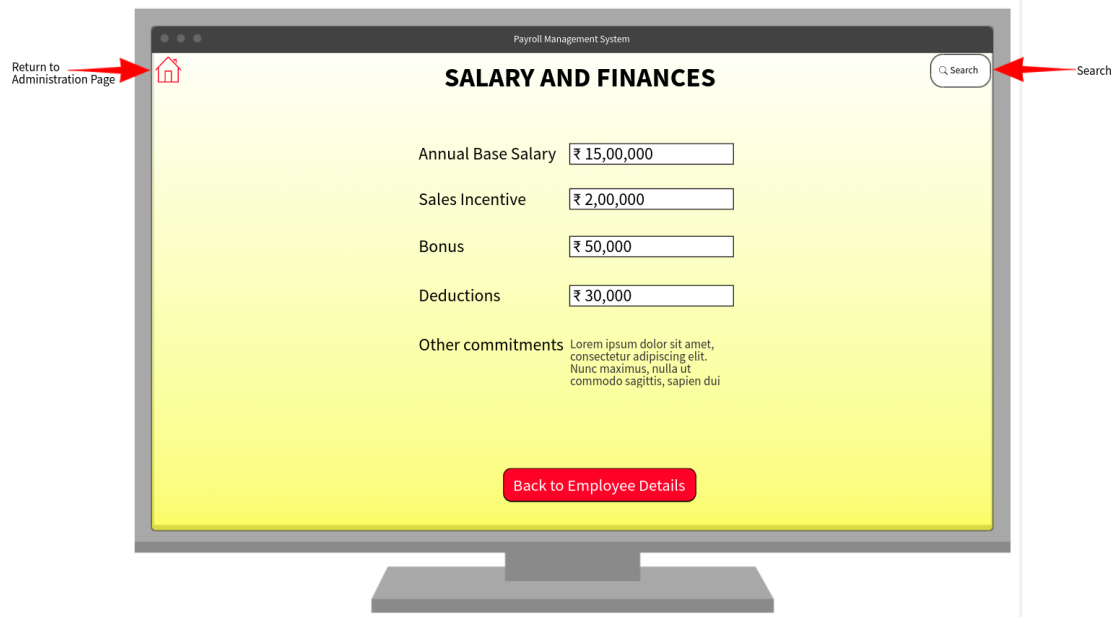 Payroll Management System
Return to
Administration Page
SALARY AND FINANCES
Search
Search
Annual Base Salary ₹ 15,00,000
Sales Incentive ₹ 2,00,000
Bonus ₹ 50,000
Deductions ₹ 30,000
Other commitments Lorem ipsum dolor sit amet,
consectetur adipiscing elit.
Nunc maximus, nulla ut
commodo sagittis, sapien dui
Back to Employee Details